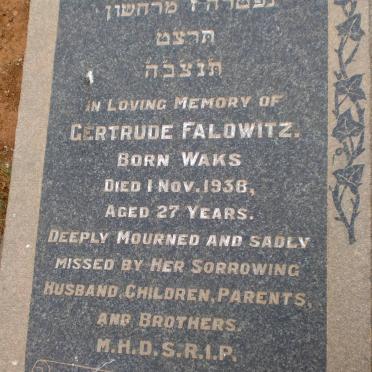 נפטרה ז מרחשון
תרצט
תנצבה
IN LOVING MEMORY OF
GERTRUDE FALOWITZ.
BORN WAKS
DIED 1 NOV. 1938,
AGED 27 YEARS.
DEEPLY MOURNED AND SADLY
MISSED BY HER SORROWING
HUSBAND, CHILDREN, PARENTS,
AND BROTHERS.
M.H.D.S.R.I.P.